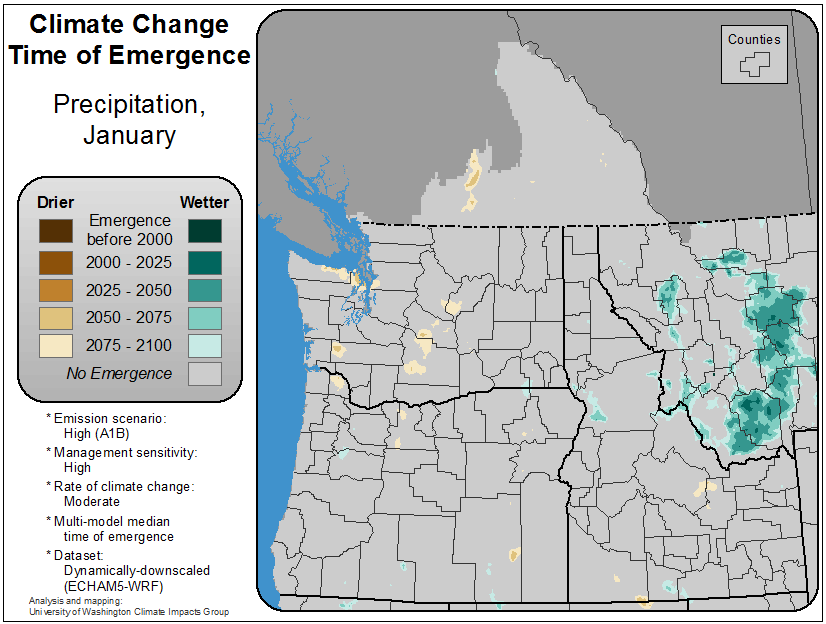 Climate Change
Time of Emergence
Precipitation,
January
Drier
Wetter
Emergence
before 2000
2000 - 2025
2025 - 2050
2050 - 2075
2075 - 2100
No Emergence
* Emission scenario:
High (A1B)
* Management sensitivity:
High
* Rate of climate change:
Moderate
* Multi-model median
time of emergence
* Dataset:
Dynamically-downscaled
(ECHAM5-WRF)
Analysis and mapping:
University of Washington Climate Impacts Group
Counties